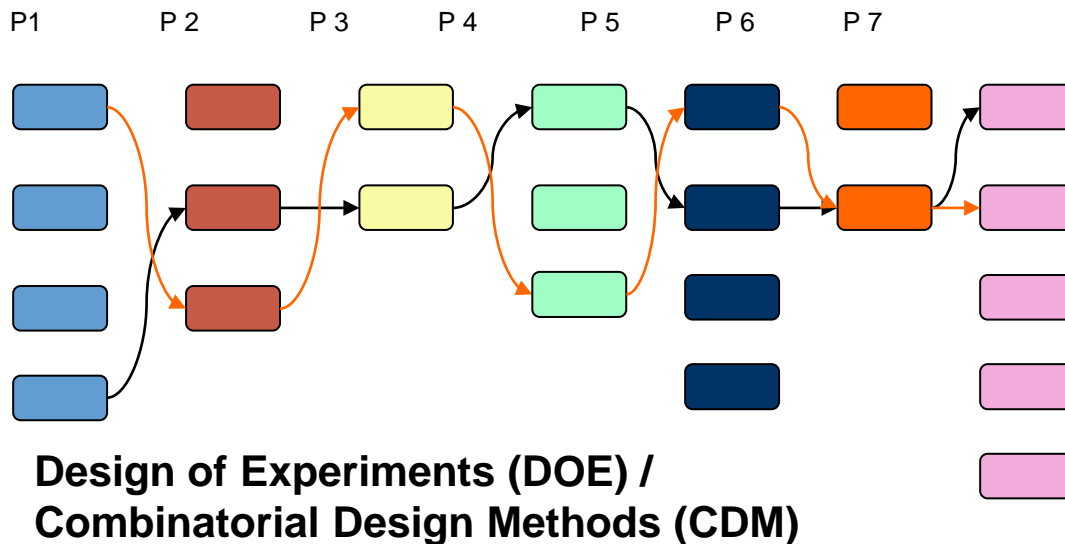 P1 P 2 P 3 P 4 P 5 P 6 P 7
Design of Experiments (DOE) /
Combinatorial Design Methods (CDM)